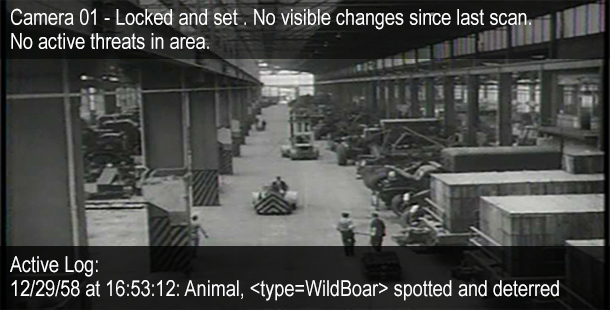 Camera 01 - Locked and set . No visible changes since last scan.
No active threats in area.
Active Log:
12/29/58 at 16:53:12: Animal, <type=WildBoar> spotted and deterred